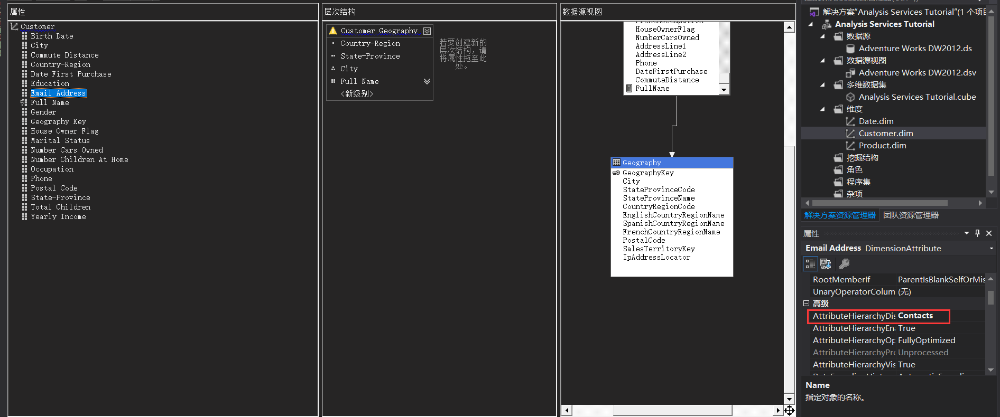 属性
Customer
Birth Date
City
Commute Distance
Country-Region
Date First Purchase
Education
Email Address
Full Name
Gender
Geography Key
House Owner Flag
Marital Status
Number Cars Owned
Number Children At Home
Occupation
Phone
Postal Code
State-Province
Total Children
Yearly Income
层次结构
Customer Geography
Country-Region
State-Province
City
Full Name
<新级别>
若要创建新的
层次结构，请
将属性拖至此
处。
数据源视图
HouseOwnerFlag
NumberCarsOwned
AddressLine1
AddressLine2
Phone
DateFirstPurchase
CommuteDistance
FullName
Geography
GeographyKey
City
StateProvinceCode
StateProvinceName
CountryRegionCode
EnglishCountryRegionName
SpanishCountryRegionName
FrenchCountryRegionName
PostalCode
SalesTerritoryKey
IpAddressLocator
解决方案"Analysis Services Tutorial"(1 个项目
Analysis Services Tutorial
数据源
Adventure Works DW2012.ds
数据源视图
Adventure Works DW2012.dsv
多维数据集
Analysis Services Tutorial.cube
维度
Date.dim
Customer.dim
Product.dim
挖掘结构
角色
程序集
杂项
解决方案资源管理器 团队资源管理器
属性
Email Address DimensionAttribute
RootMemberIf ParentIsBlankSelfOrMis
UnaryOperatorColum (无)
高级
AttributeHierarchyDis Contacts
AttributeHierarchyEna True
AttributeHierarchyOp FullyOptimized
AttributeHierarchyPro Unprocessed
AttributeHierarchyVis True
Name
指定对象的名称。